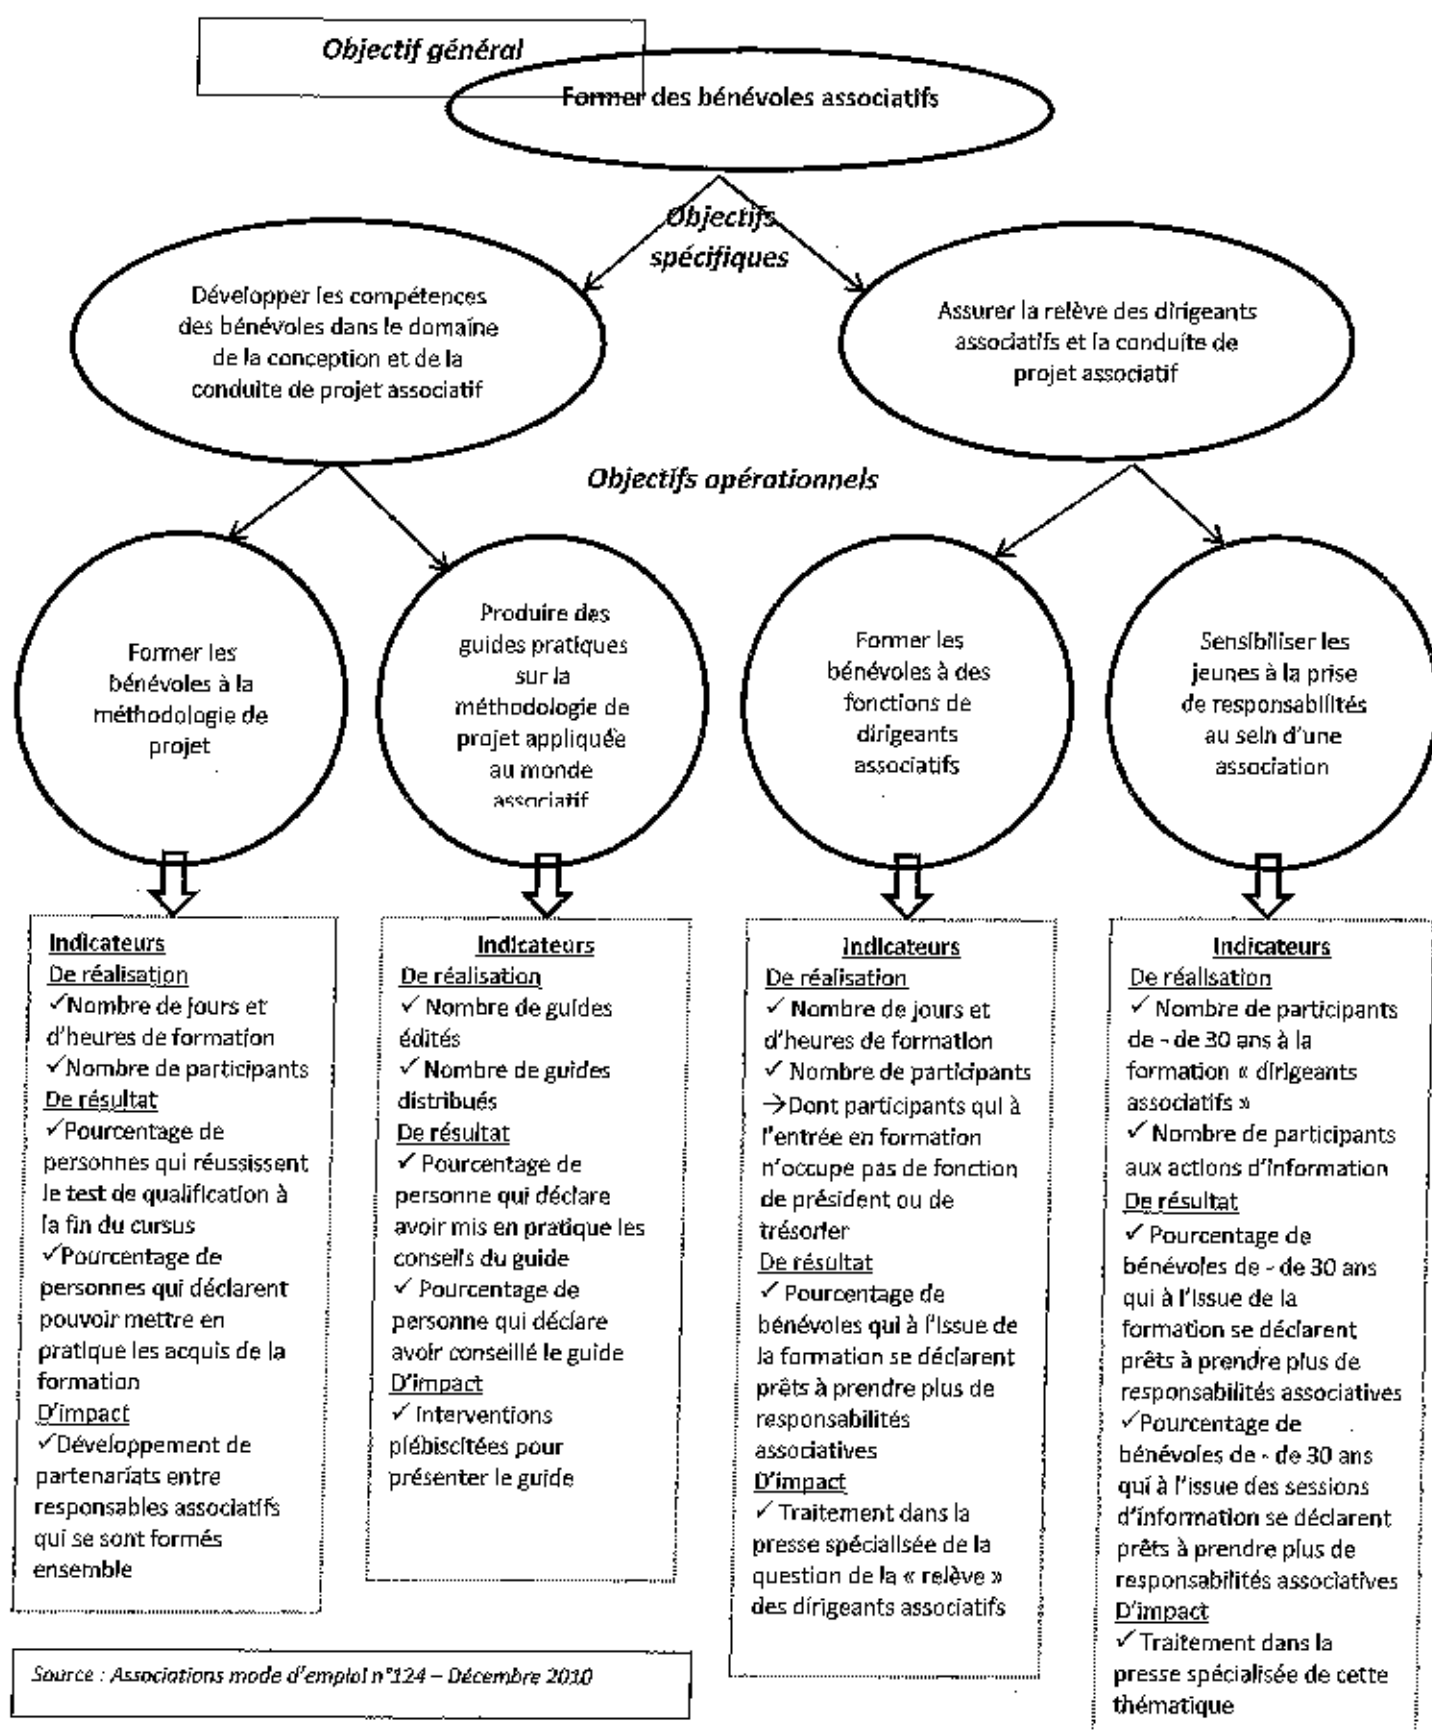 Objectif général
Former des bénévoles associatifs
Objectifs
spécifiques
Développer les compétences
des bénévoles dans le domaine
de la conception et de la
conduite de projet associatif
Assurer la relève des dirigeants
associatifs et la conduite de
projet associatif
Objectifs opérationnels
Former les
bénévoles à la
méthodologie de
projet
Produire des
guides pratiques
sur la
méthodologie de
projet appliquée
au monde
associatif
Former les
bénévoles à des
fonctions de
dirigeants
associatifs
Sensibiliser les
jeunes à la prise
de responsabilités
au sein d'une
association
Indicateurs
De réalisation
✓Nombre de jours et
d'heures de formation
✓Nombre de participants
De résultat
✓Pourcentage de
personnes qui réussissent
le test de qualification à
la fin du cursus
✓Pourcentage de
personnes qui déclarent
pouvoir mettre en
pratique les acquis de la
formation
D'impact
✓Développement de
partenariats entre
responsables associatifs
qui se sont formés
ensemble
Indicateurs
De réalisation
✓ Nombre de guides
édités
✓ Nombre de guides
distribués
De résultat
✓ Pourcentage de
personne qui déclare
avoir mis en pratique les
conseils du guide
✓ Pourcentage de
personne qui déclare
avoir conseillé le guide
D'impact
✓ Interventions
plébiscitées pour
présenter le guide
Indicateurs
De réalisation
✓ Nombre de jours et
d'heures de formation
✓ Nombre de participants
→Dont participants qui à
l'entrée en formation
n'occupe pas de fonction
de président ou de
trésorier
De résultat
✓ Pourcentage de
bénévoles qui à l'issue de
la formation se déclarent
prêts à prendre plus de
responsabilités
associatives
D'impact
✓ Traitement dans la
presse spécialisée de la
question de la « relève »
des dirigeants associatifs
Indicateurs
De réalisation
✓ Nombre de participants
de - de 30 ans à la
formation « dirigeants
associatifs »
✓ Nombre de participants
aux actions d'information
De résultat
✓ Pourcentage de
bénévoles de - de 30 ans
qui à l'issue de la
formation se déclarent
prêts à prendre plus de
responsabilités associatives
✓Pourcentage de
bénévoles de - de 30 ans
qui à l'issue des sessions
d'information se déclarent
prêts à prendre plus de
responsabilités associatives
D'impact
✓ Traitement dans la
presse spécialisée de cette
thématique
Source : Associations mode d'emploi n°124 – Décembre 2010